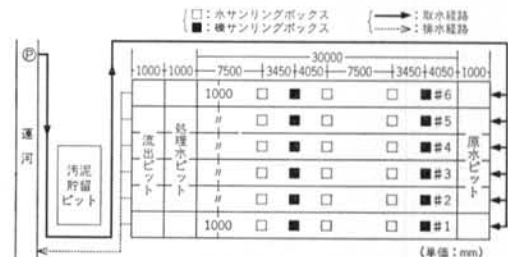 □：水サンリングボックス
■：礫サンリングボックス
→：取水経路
→：排水経路
30000
1000 1000 7500 3450 4050 7500 3450 4050 1000
Ⓟ
運河
汚泥
貯留
ピット
流出ピット
処理水ピット
原水ピット
1000 #6
〃 #5
〃 #4
〃 #3
〃 #2
1000 #1
(単価：mm)